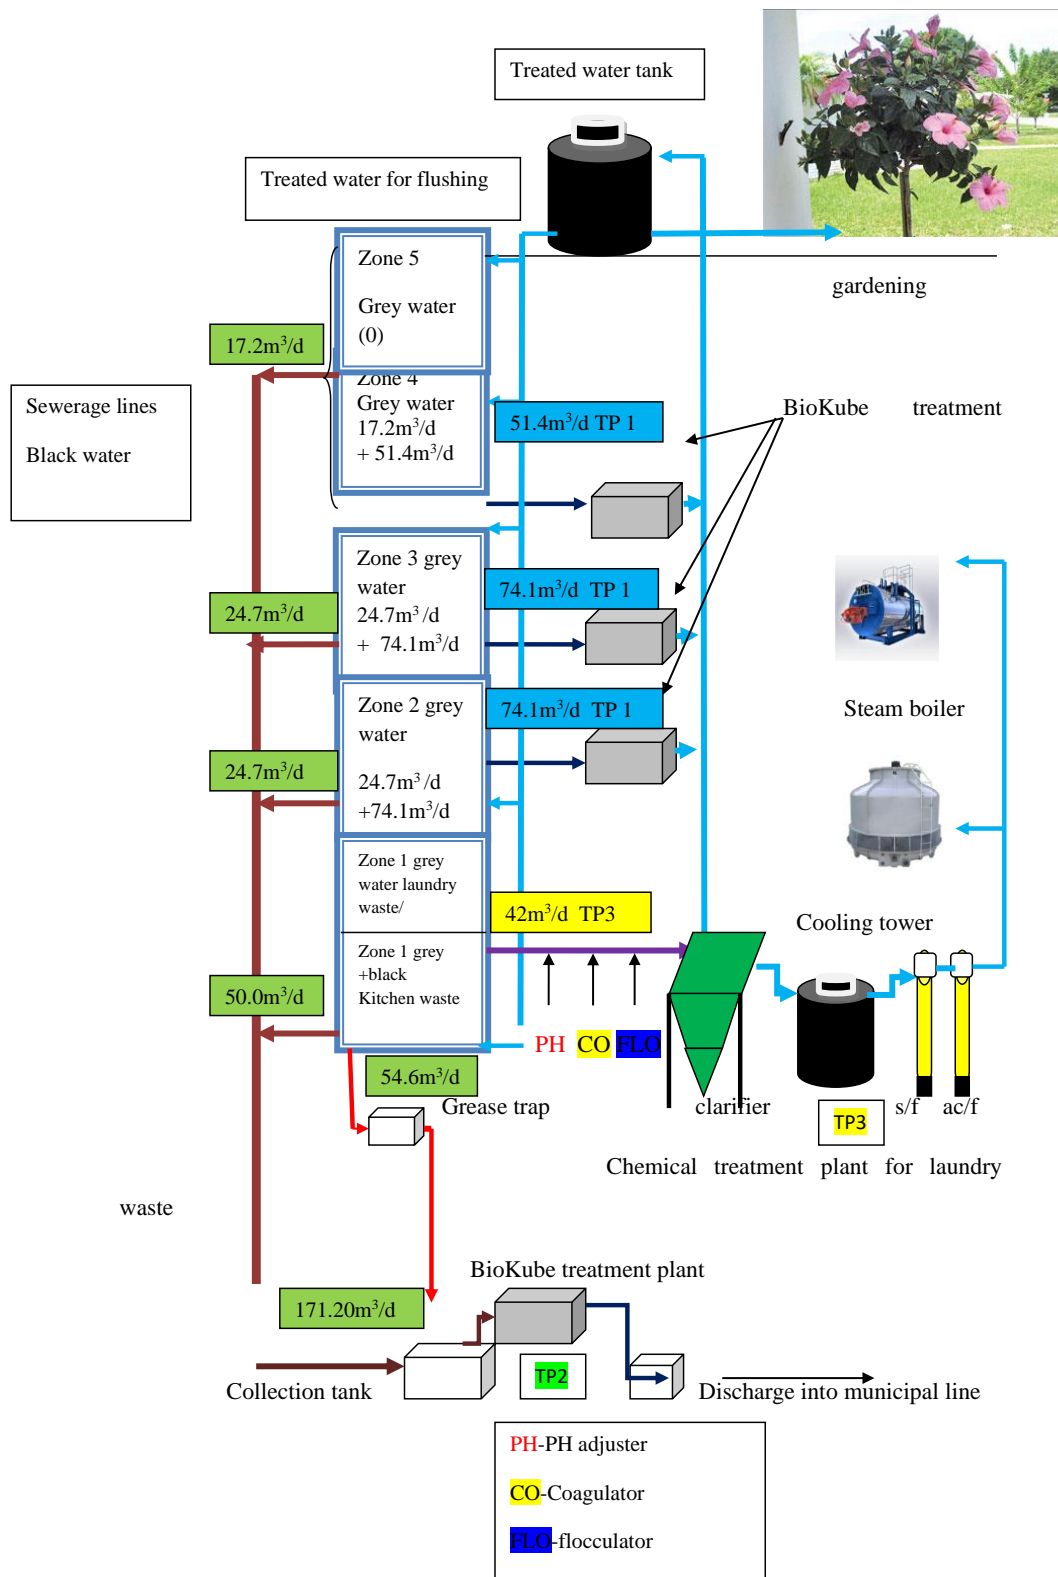 Treated water tank
Treated water for flushing
Zone 5
Grey water
(0)
gardening
17.2m³/d
Zone 4
Grey water
17.2m³/d
+ 51.4m³/d
51.4m³/d TP 1
BioKube treatment
Sewerage lines
Black water
Zone 3 grey
water
24.7m³/d
+ 74.1m³/d
74.1m³/d TP 1
24.7m³/d
Zone 2 grey
water
24.7m³/d
+74.1m³/d
74.1m³/d TP 1
Steam boiler
24.7m³/d
Zone 1 grey
water laundry
waste/
42m³/d TP3
Cooling tower
Zone 1 grey
+black
Kitchen waste
50.0m³/d
PH CO FLO
54.6m³/d
Grease trap
clarifier
s/f ac/f
TP3
Chemical treatment plant for laundry
waste
BioKube treatment plant
171.20m³/d
TP2
Collection tank
Discharge into municipal line
PH-PH adjuster
CO-Coagulator
FLO-flocculator